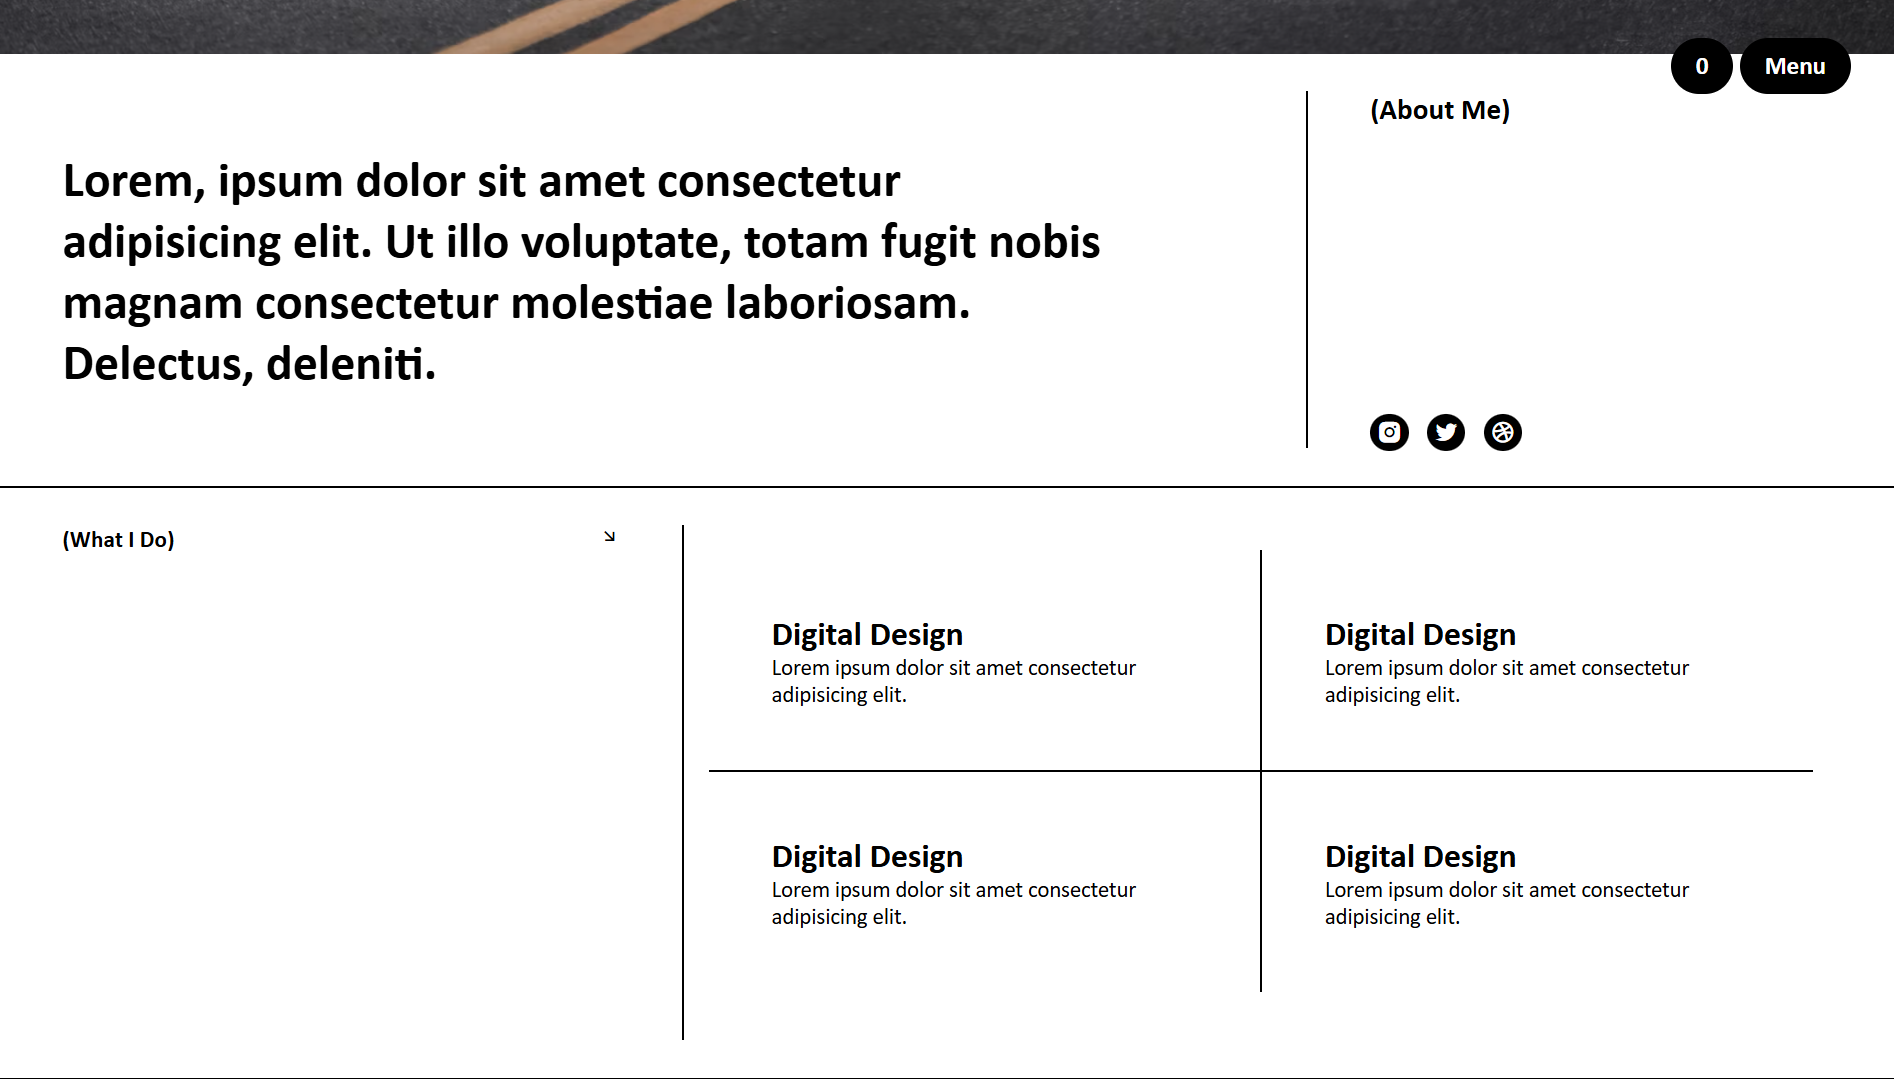 0
Menu
(About Me)
Lorem, ipsum dolor sit amet consectetur
adipisicing elit. Ut illo voluptate, totam fugit nobis
magnam consectetur molestiae laboriosam.
Delectus, deleniti.
(What I Do)
Digital Design
Lorem ipsum dolor sit amet consectetur
adipisicing elit.
Digital Design
Lorem ipsum dolor sit amet consectetur
adipisicing elit.
Digital Design
Lorem ipsum dolor sit amet consectetur
adipisicing elit.
Digital Design
Lorem ipsum dolor sit amet consectetur
adipisicing elit.